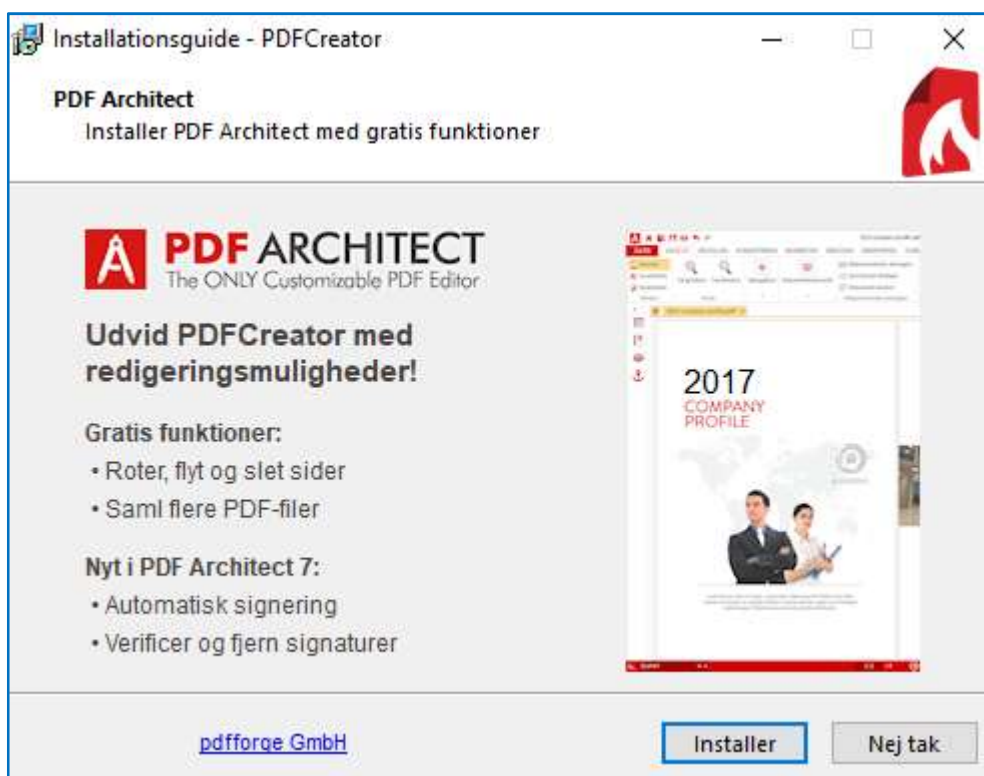 Installationsguide - PDFCreator
PDF Architect
Installer PDF Architect med gratis funktioner
PDF ARCHITECT
The ONLY Customizable PDF Editor
Udvid PDFCreator med
redigeringsmuligheder!
Gratis funktioner:
• Roter, flyt og slet sider
• Saml flere PDF-filer
Nyt i PDF Architect 7:
• Automatisk signering
• Verificer og fjern signaturer
2017
COMPANY
PROFILE
pdfforge GmbH
Installer
Nej tak